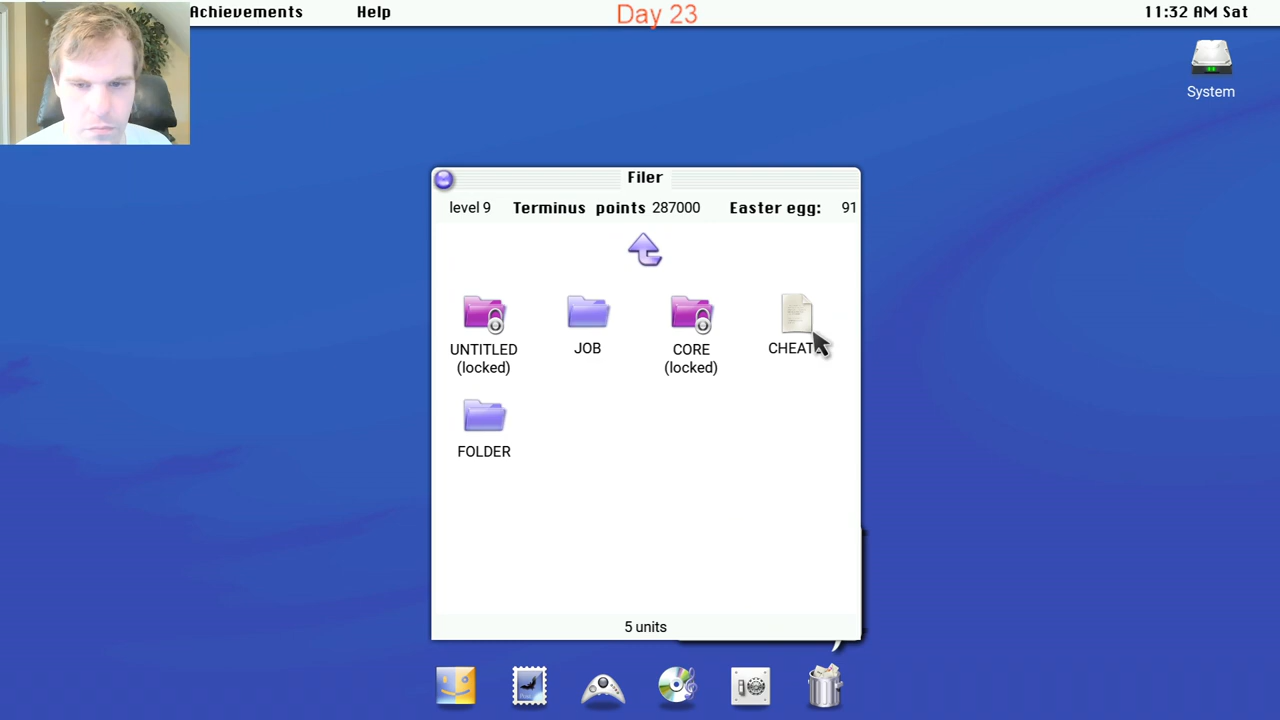 Achievements Help Day 23 11:32 AM Sat
System
Filer
level 9 Terminus points 287000 Easter egg: 91
UNTITLED JOB CORE
(locked) (locked)
FOLDER
5 units